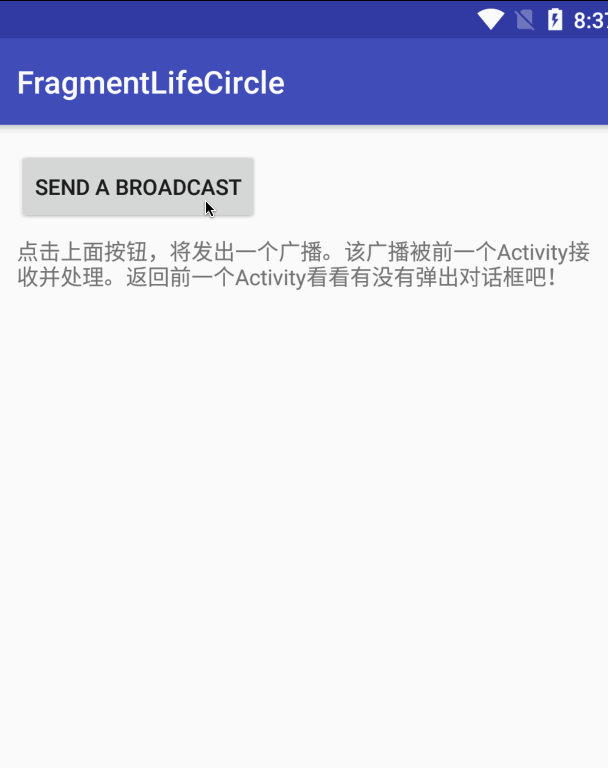 8:37
FragmentLifeCircle
SEND A BROADCAST
点击上面按钮，将发出一个广播。该广播被前一个Activity接
收并处理。返回前一个Activity看看有没有弹出对话框吧！